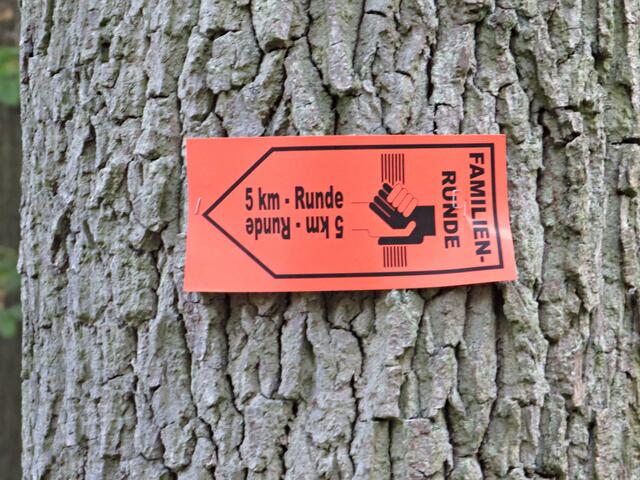 FAMILIEN-
RUNDE
5 km - Runde
5 km - Runde